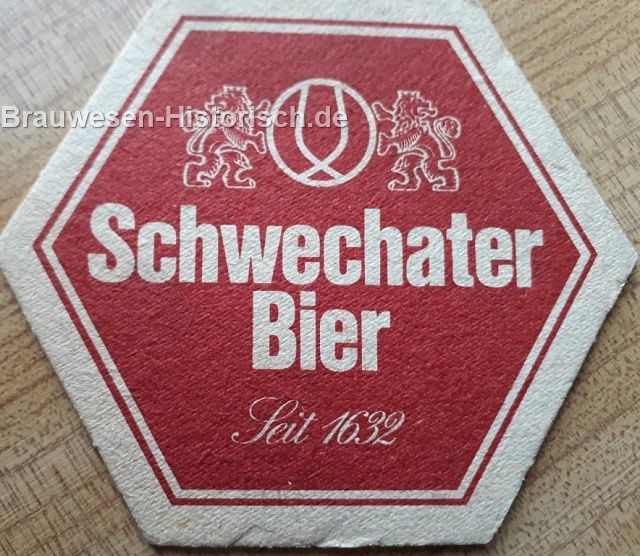 Brauwesen-Historisch.de
Schwechater
Bier
Seit 1632